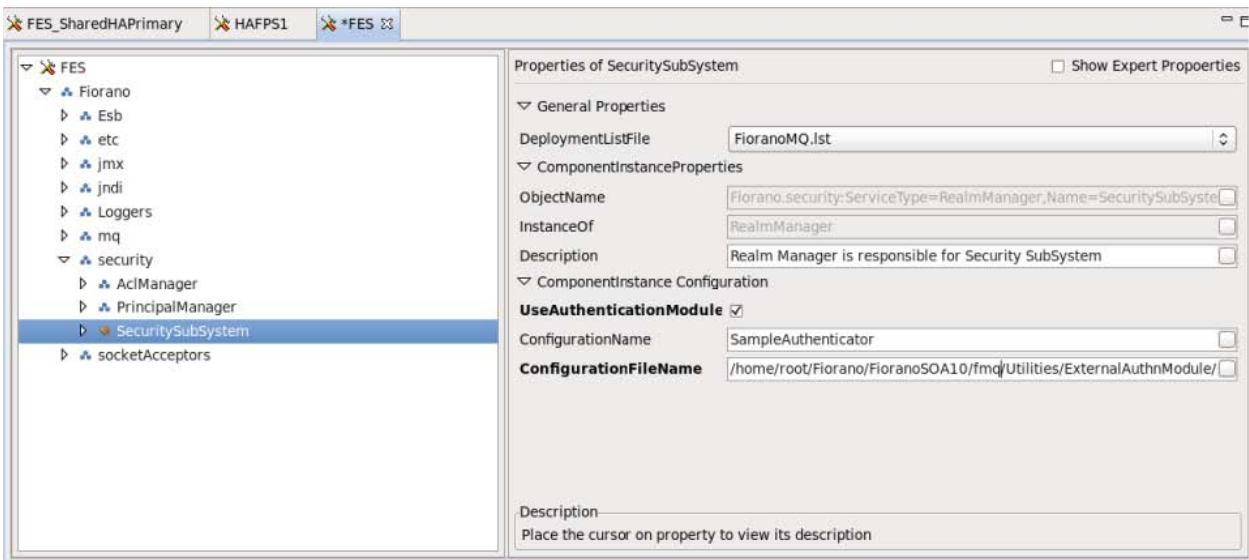 FES_SharedHAPrimary HAFPS1 *FES
FES
Fiorano
Esb
etc
jmx
jndi
Loggers
mq
security
AclManager
PrincipalManager
SecuritySubSystem
socketAcceptors
Properties of SecuritySubSystem Show Expert Propoerties
General Properties
DeploymentListFile FioranoMQ.lst
ComponentInstanceProperties
ObjectName Fiorano.security:ServiceType=RealmManager,Name=SecuritySubSyste
InstanceOf RealmManager
Description Realm Manager is responsible for Security SubSystem
ComponentInstance Configuration
UseAuthenticationModule
ConfigurationName SampleAuthenticator
ConfigurationFileName /home/root/Fiorano/FioranoSOA10/fmq/Utilities/ExternalAuthnModule/
Description
Place the cursor on property to view its description